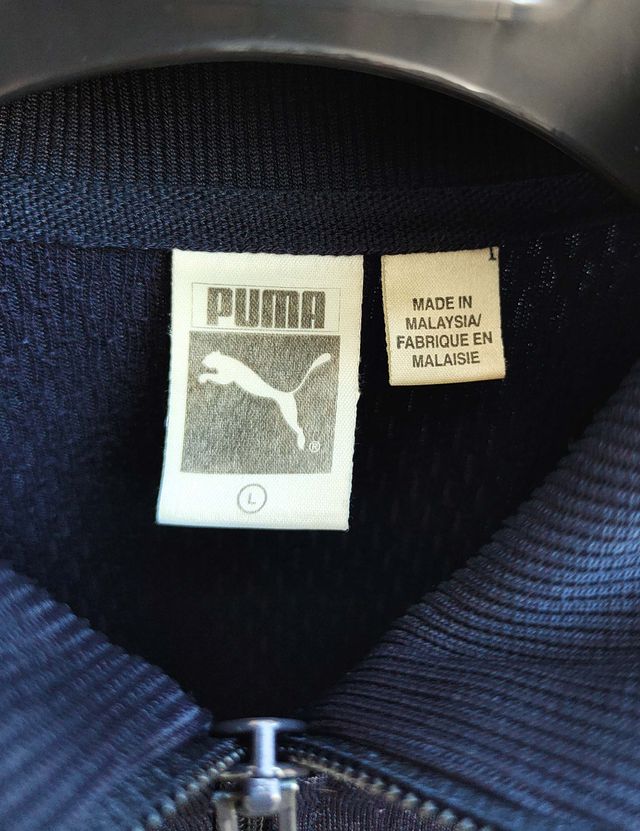 PUMA
®
L
MADE IN
MALAYSIA/
FABRIQUE EN
MALAISIE